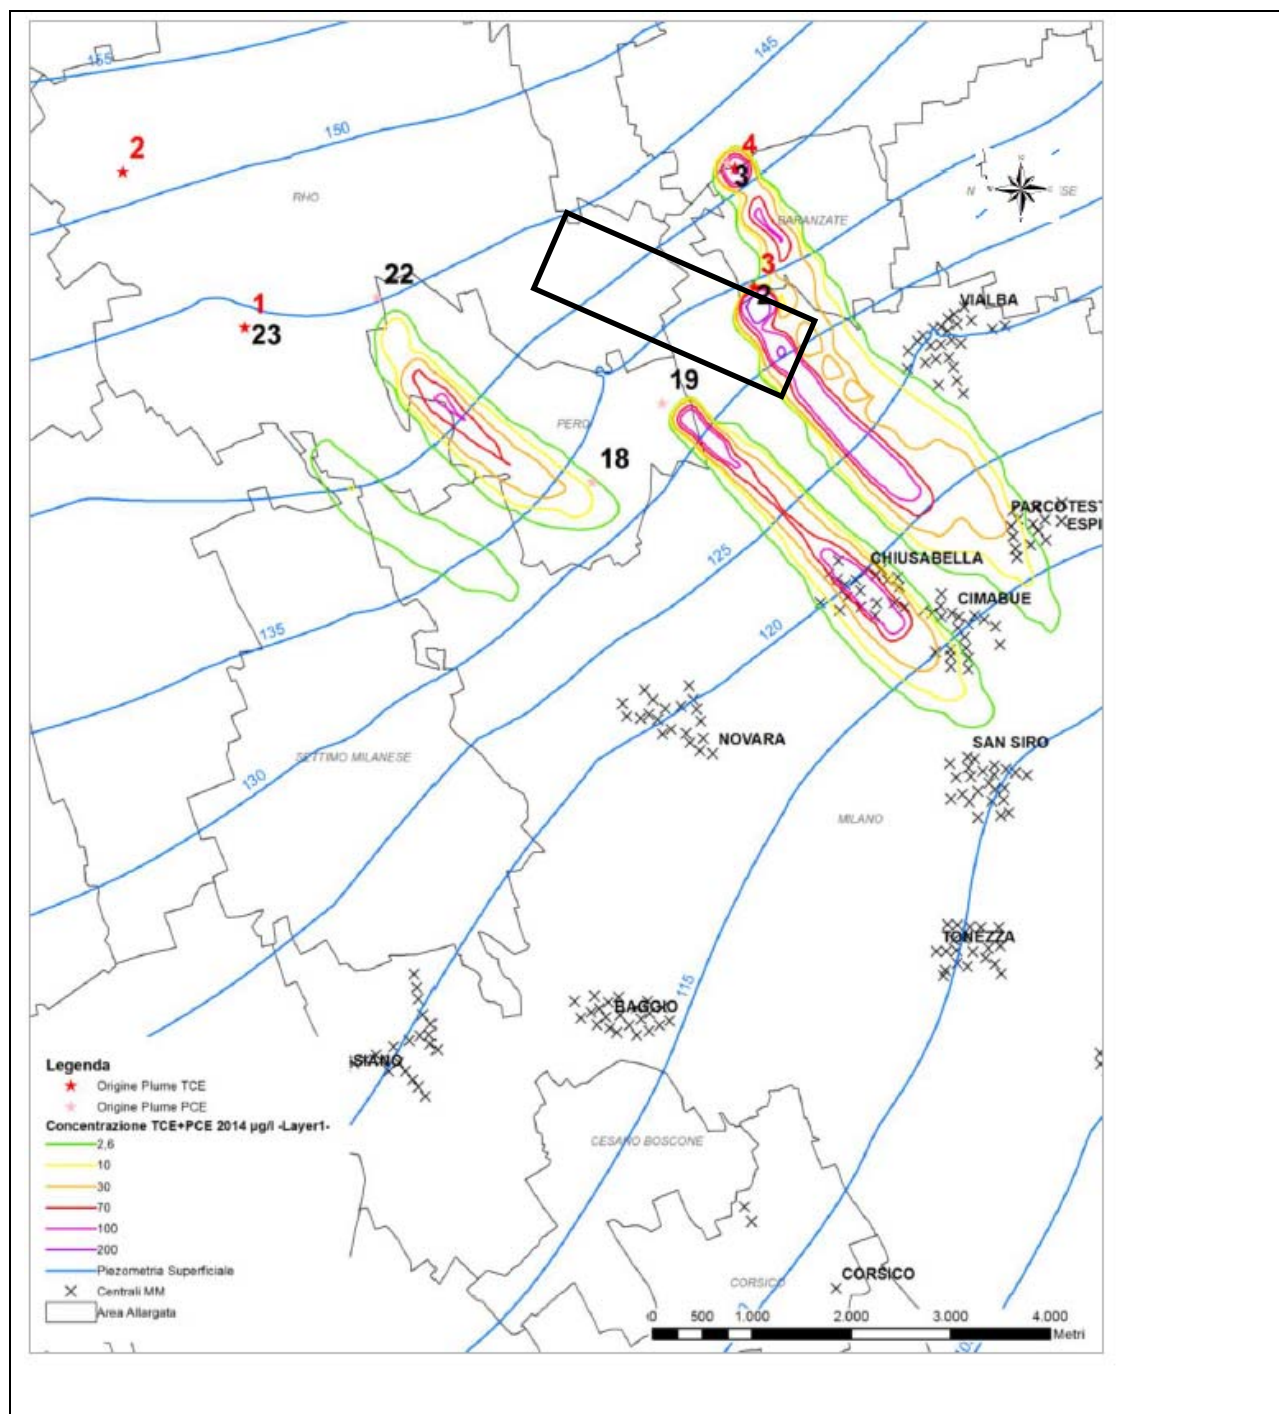 155
145
150
2
4
3
RHO
N
SE
BARANZATE
22
3
2
1
23
VIALBA
19
PERO
18
PARCO TEST
ESPI
125
CHIUSABELLA
CIMABUE
120
135
NOVARA
SAN SIRO
SETTIMO MILANESE
130
MILANO
TONEZZA
115
BAGGIO
SIANO
Legenda
Origine Plume TCE
Origine Plume PCE
Concentrazione TCE+PCE 2014 µg/l -Layer1-
2,6
10
30
70
100
200
Piezometria Superficiale
Centrali MM
Area Allargata
CESANO BOSCONE
CORSICO
CORSICO
0 500 1.000 2.000 3.000 4.000
Metri